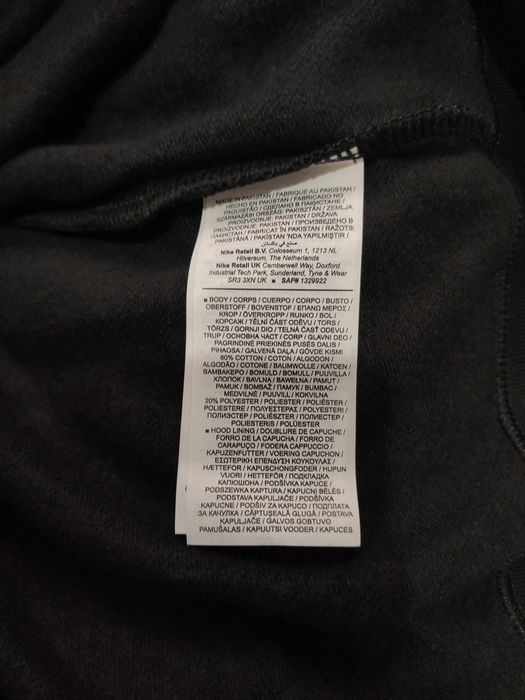 MADE IN PAKISTAN / FABRIQUE AU PAKISTAN /
HECHO EN PAKISTAN / FABRICADO NO
PAQUISTÃO / СДЕЛАНО В ПАКИСТАНЕ /
SZÁRMAZÁSI ORSZÁG: PAKISZTÁN / ZEMLJA
PROIZVODNJE: PAKISTAN / DRŽAVA
PROIZVODNJE: PAKISTAN / ПРОИЗВЕДЕНО В
ПАКИСТАН / FABRICAT ÎN PAKISTAN / RAŽOTS:
PAKISTĀNĀ / PAKISTAN 'NDA YAPILMIŞTIR /
صنع في باكستان
Nike Retail B.V. Colosseum 1, 1213 NL
Hilversum, The Netherlands
Nike Retail UK Camberwell Way, Doxford
Industrial Tech Park, Sunderland, Tyne & Wear
SR3 3XN UK ■ SAF# 1329922
■ BODY / CORPS / CUERPO / CORPO / BUSTO /
OBERSTOFF / BOVENSTOF / ΕΠΑΝΩ ΜΕΡΟΣ /
KROP / ÖVERKROPP / RUNKO / BOL /
КОРСАЖ / TĚLNÍ ČÁST ODĚVU / TORS /
TÖRZS / GORNJI DIO / TELNÁ ČASŤ ODEVU /
TRUP / ОСНОВНА ЧАСТ / CORP / GLAVNI DEO /
PAGRINDINĖ PRIEKINĖS PUSĖS DALIS /
PIHAOSA / GALVENĀ DAĻA / GÖVDE KISMI
80% COTTON / COTON / ALGODON /
ALGODÃO / COTONE / BAUMWOLLE / KATOEN /
ΒΑΜΒΑΚΕΡΟ / BOMULD / BOMULL / PUUVILLA /
ХЛОПОК / BAVLNA / BAWEŁNA / PAMUT /
PAMUK / BOMBAŽ / ПАМУК / BUMBAC /
MEDVILNĖ / PUUVILL / KOKVILNA
20% POLYESTER / POLIESTER / POLIÉSTER /
POLIESTERE / ΠΟΛΥΕΣΤΕΡΑΣ / POLYESTERI /
ПОЛИЭСТЕР / POLIÉSZTER / ПОЛИЕСТЕР /
POLIESTERIS / POLÜESTER
■ HOOD LINING / DOUBLURE DE CAPUCHE /
FORRO DE LA CAPUCHA / FORRO DE
CARAPUÇO / FODERA CAPPUCCIO /
KAPUZENFUTTER / VOERING CAPUCHON /
ΕΣΩΤΕΡΙΚΗ ΕΠΕΝΔΥΣΗ ΚΟΥΚΟΥΛΑΣ /
HÆTTEFOR / KAPUSCHONGFODER / HUPUN
VUORI / HETTEFÔR / ПОДКЛАДКА
КАПЮШОНА / PODŠÍVKA KAPUCE /
PODSZEWKA KAPTURA / KAPUCNI BÉLÉS /
PODSTAVA KAPULJAČE / PODŠÍVKA
KAPUCNE / PODŠIV ZA KAPUCO / ПОДПЛАТА
ЗА КАЧУЛКА / CĂPTUŞEALĂ GLUGĂ / POSTAVA
KAPULJAČE / GALVOS GOBTUVO
PAMUŠALAS / KAPUUTSI VOODER / KAPUCES